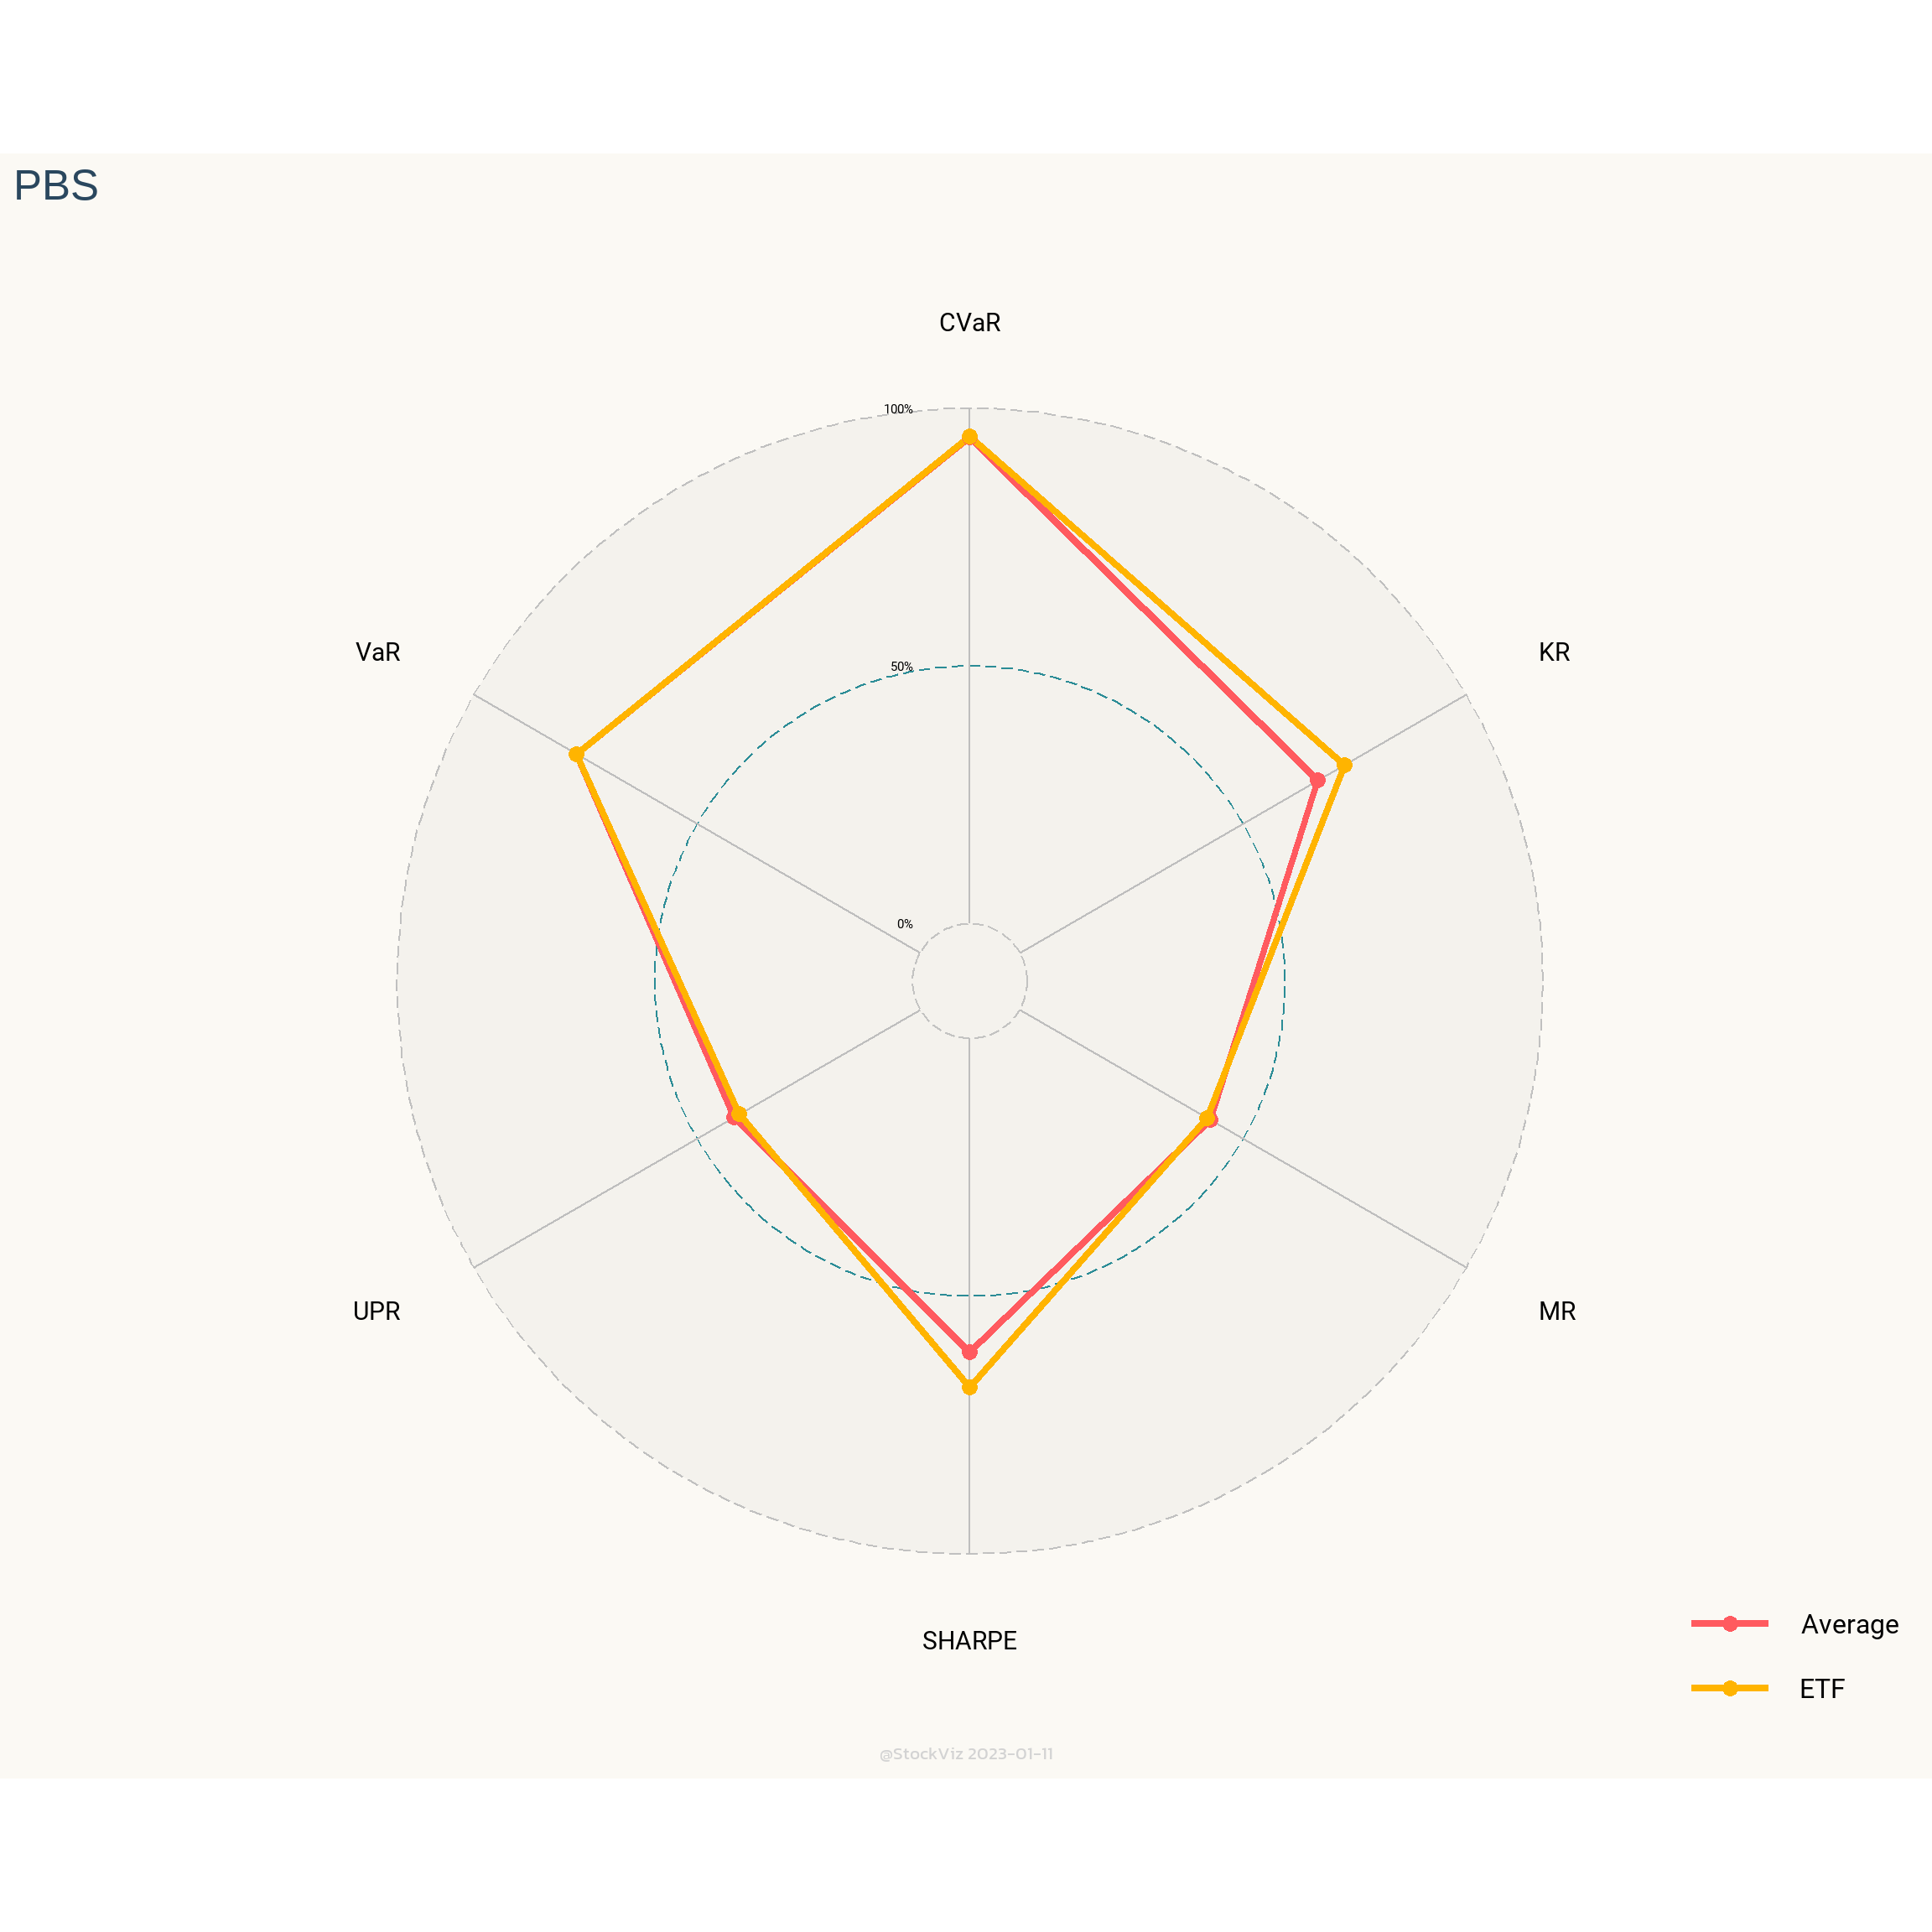 PBS
CVaR
100%
KR
VaR
50%
0%
UPR
MR
SHARPE
Average
ETF
@StockViz 2023-01-11